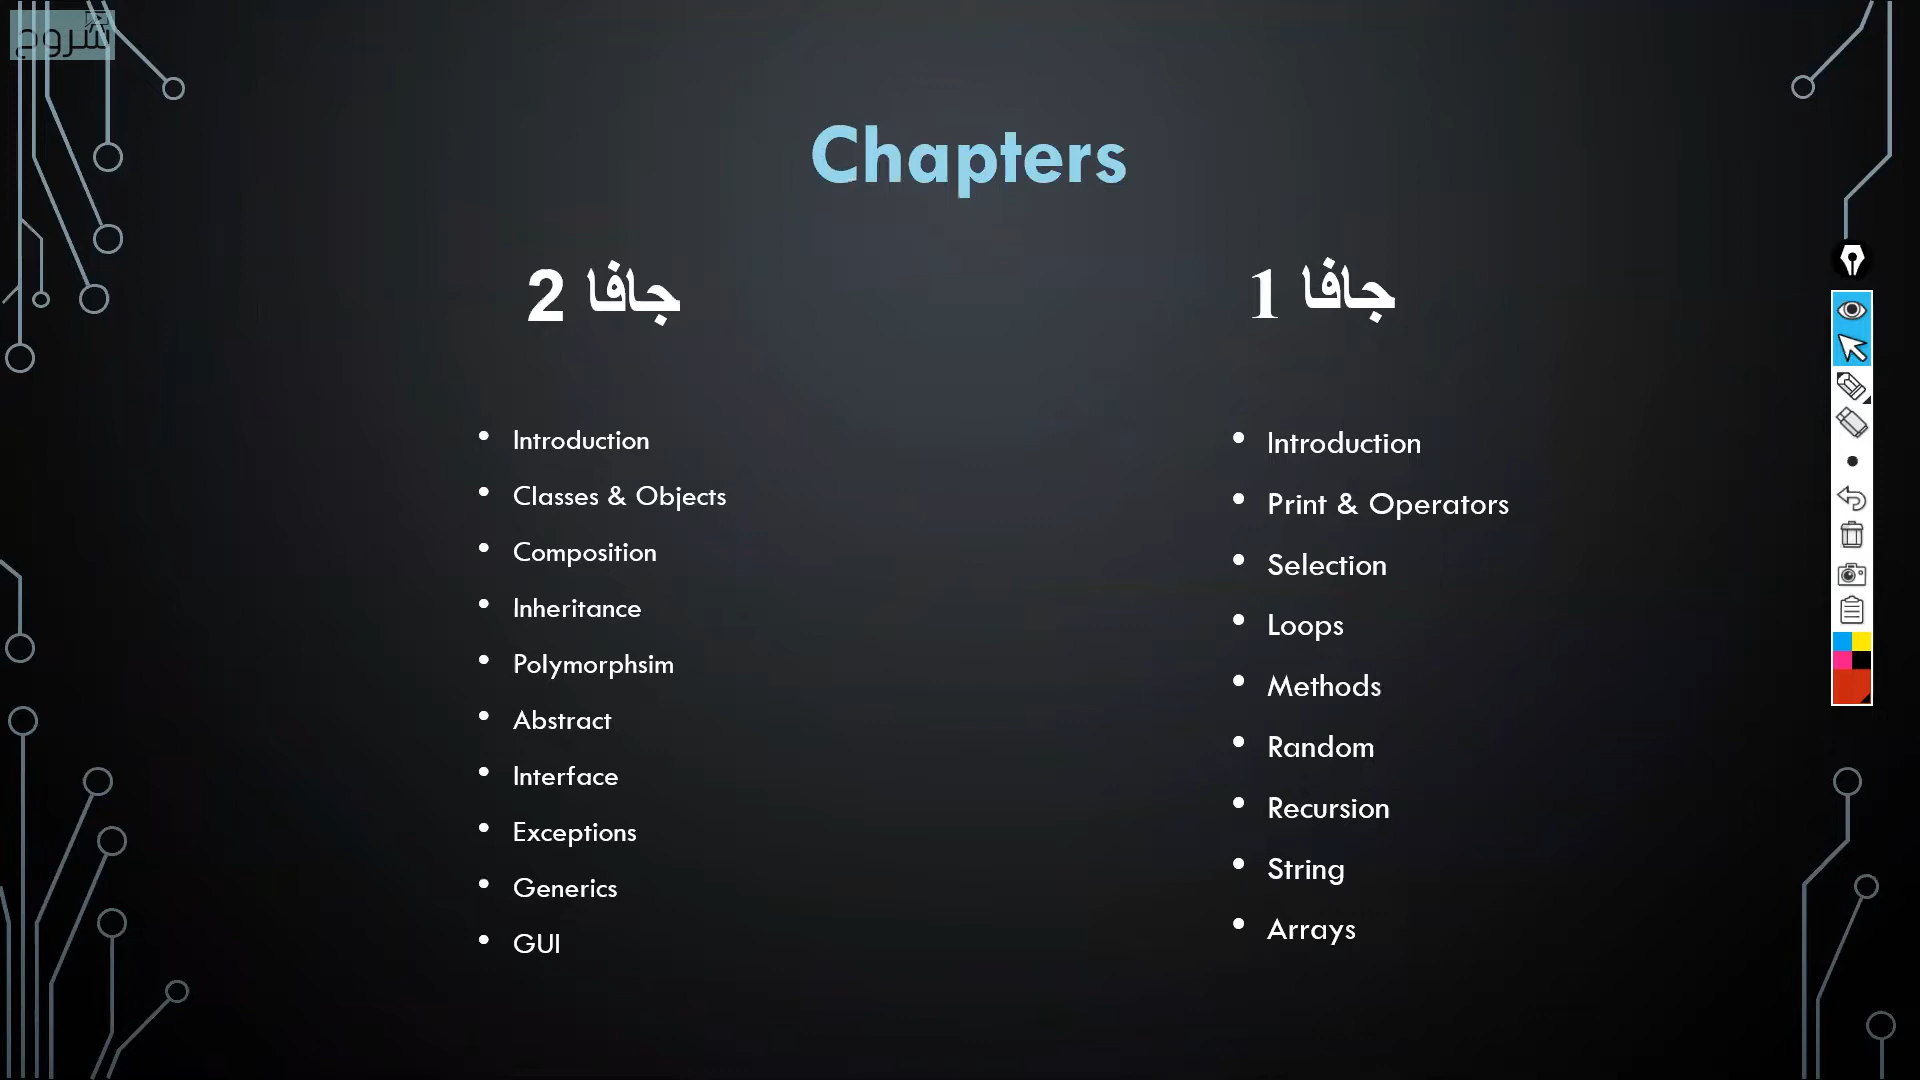 شروح
Chapters
جافا 1
Introduction
Print & Operators
Selection
Loops
Methods
Random
Recursion
String
Arrays
جافا 2
Introduction
Classes & Objects
Composition
Inheritance
Polymorphsim
Abstract
Interface
Exceptions
Generics
GUI